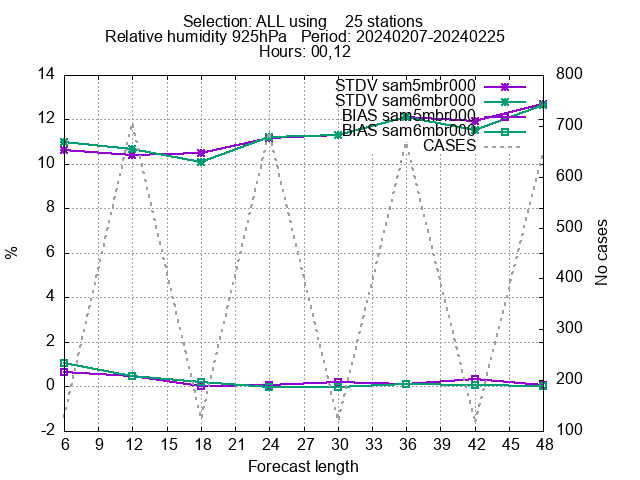 Selection: ALL using 25 stations
Relative humidity 925hPa Period: 20240207-20240225
Hours: 00,12
14
12
10
8
6
4
2
0
-2
%
800
700
600
500
400
300
200
100
No cases
STDV sam5mbr000
STDV sam6mbr000
BIAS sam5mbr000
BIAS sam6mbr000
CASES
6 9 12 15 18 21 24 27 30 33 36 39 42 45 48
Forecast length